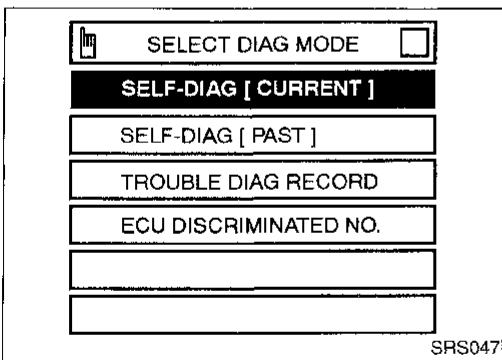 SELECT DIAG MODE
SELF-DIAG [ CURRENT ]
SELF-DIAG [ PAST ]
TROUBLE DIAG RECORD
ECU DISCRIMINATED NO.